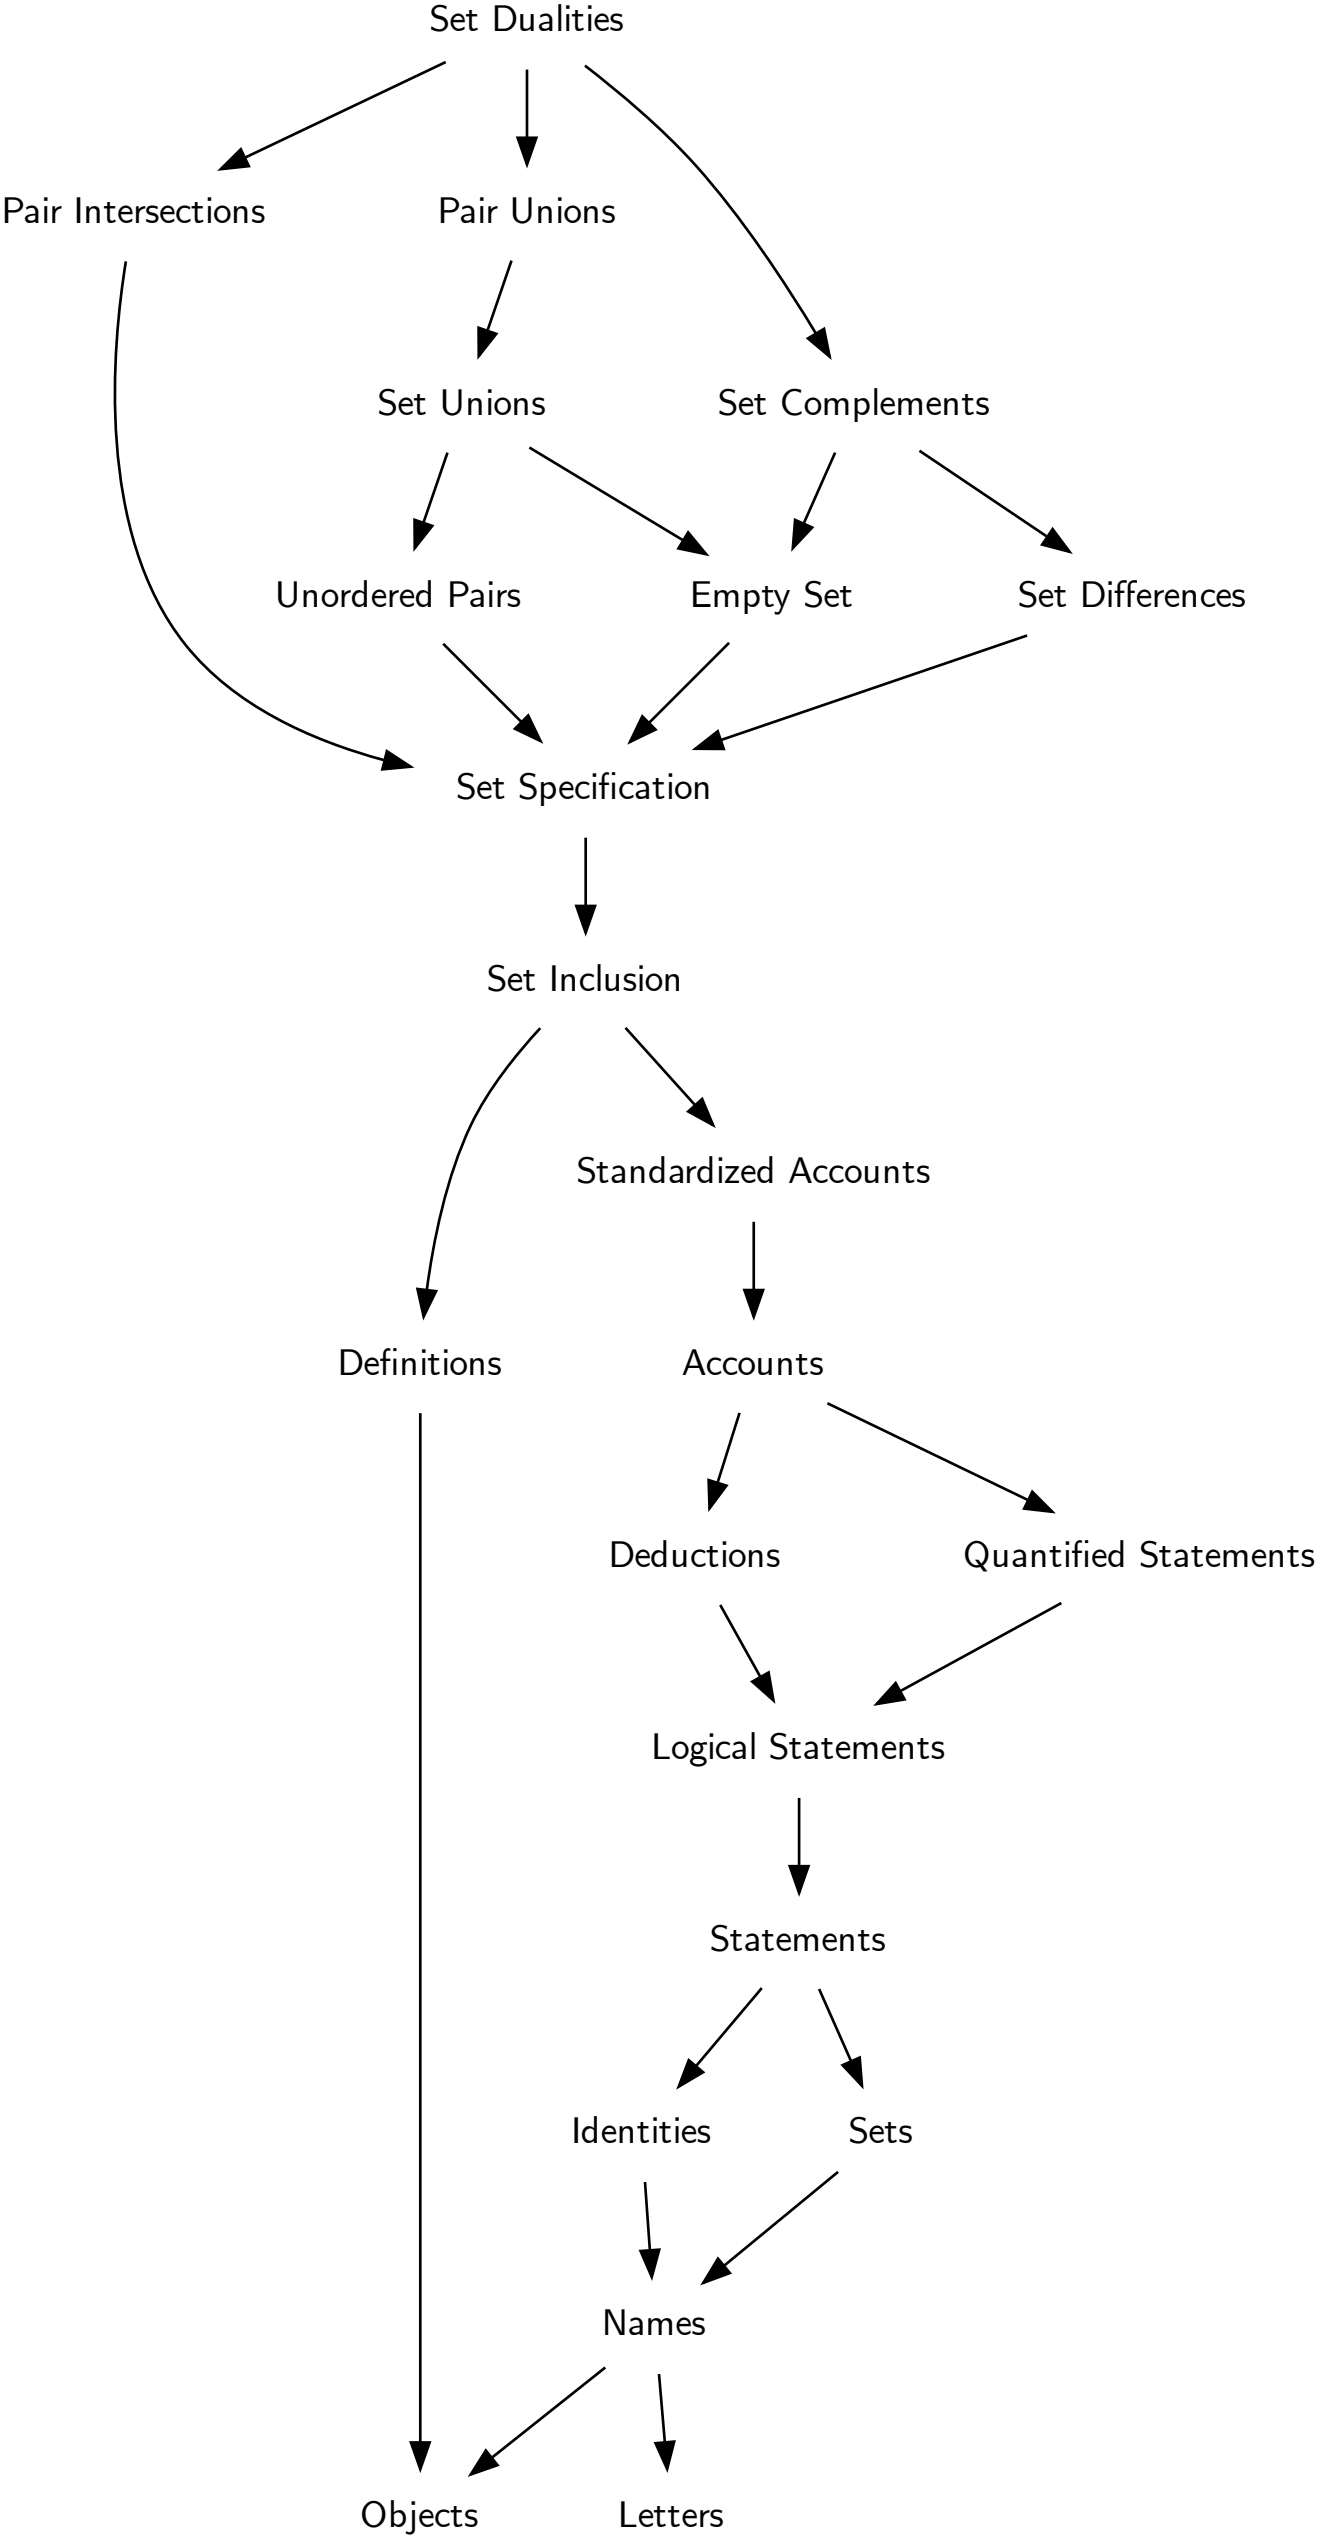 Set Dualities
Pair Intersections
Pair Unions
Set Unions
Set Complements
Unordered Pairs
Empty Set
Set Differences
Set Specification
Set Inclusion
Standardized Accounts
Definitions
Accounts
Deductions
Quantified Statements
Logical Statements
Statements
Identities
Sets
Names
Objects
Letters